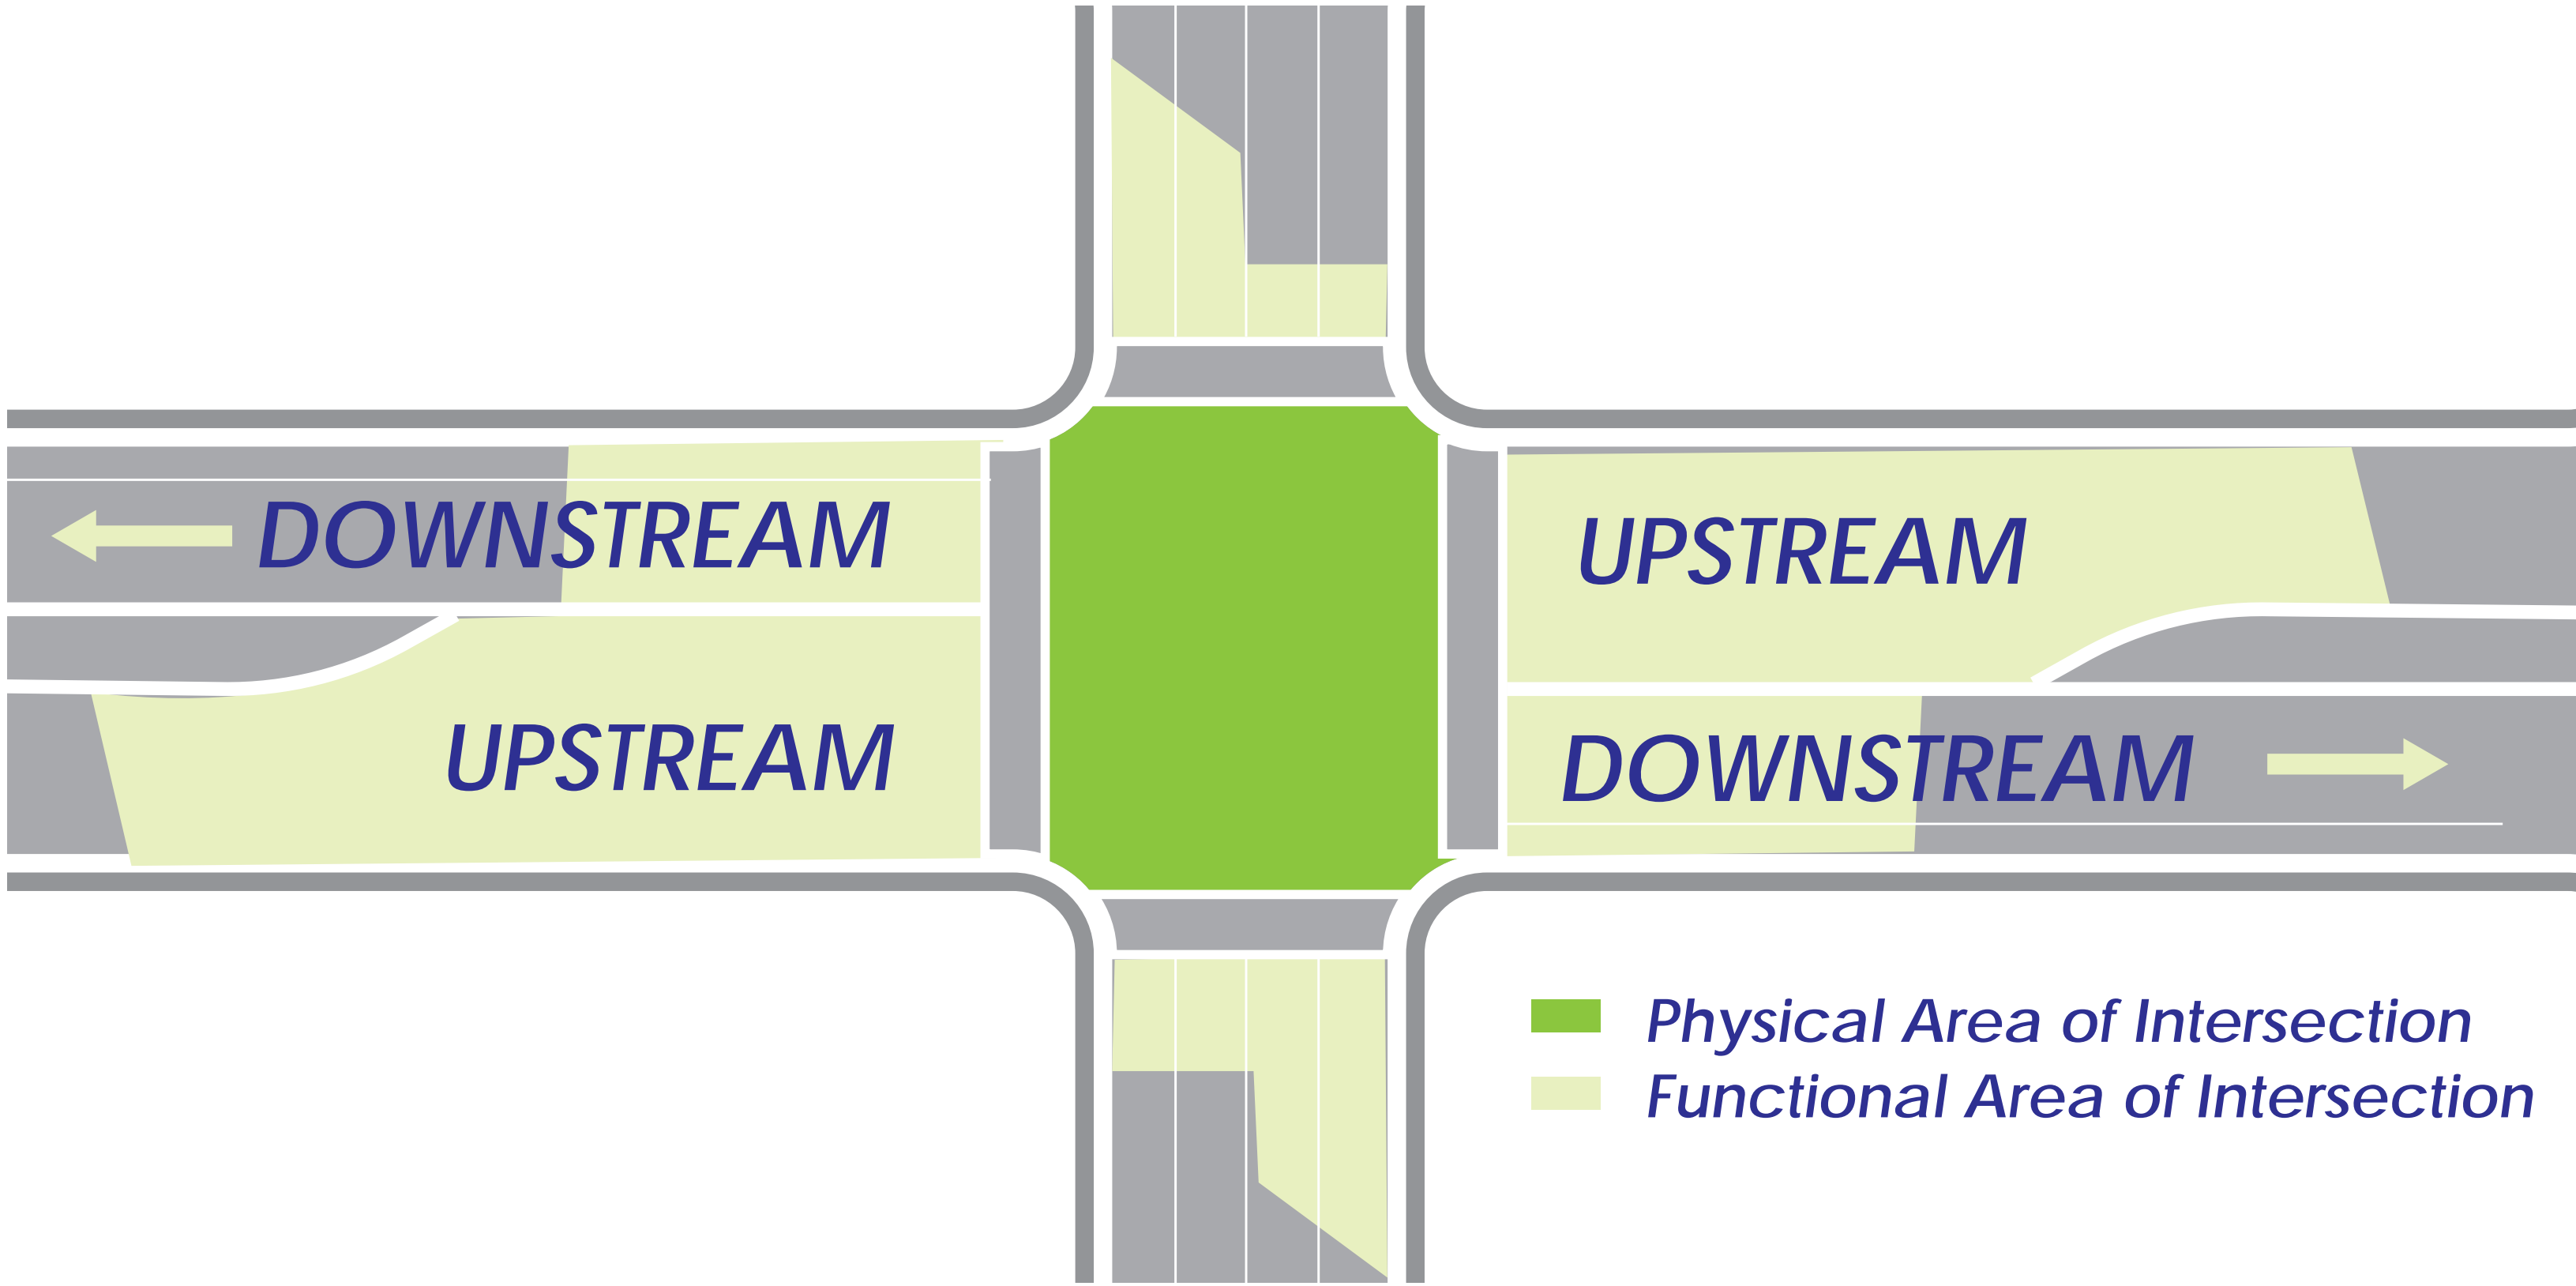 DOWNSTREAM
UPSTREAM
UPSTREAM
DOWNSTREAM
Physical Area of Intersection
Functional Area of Intersection